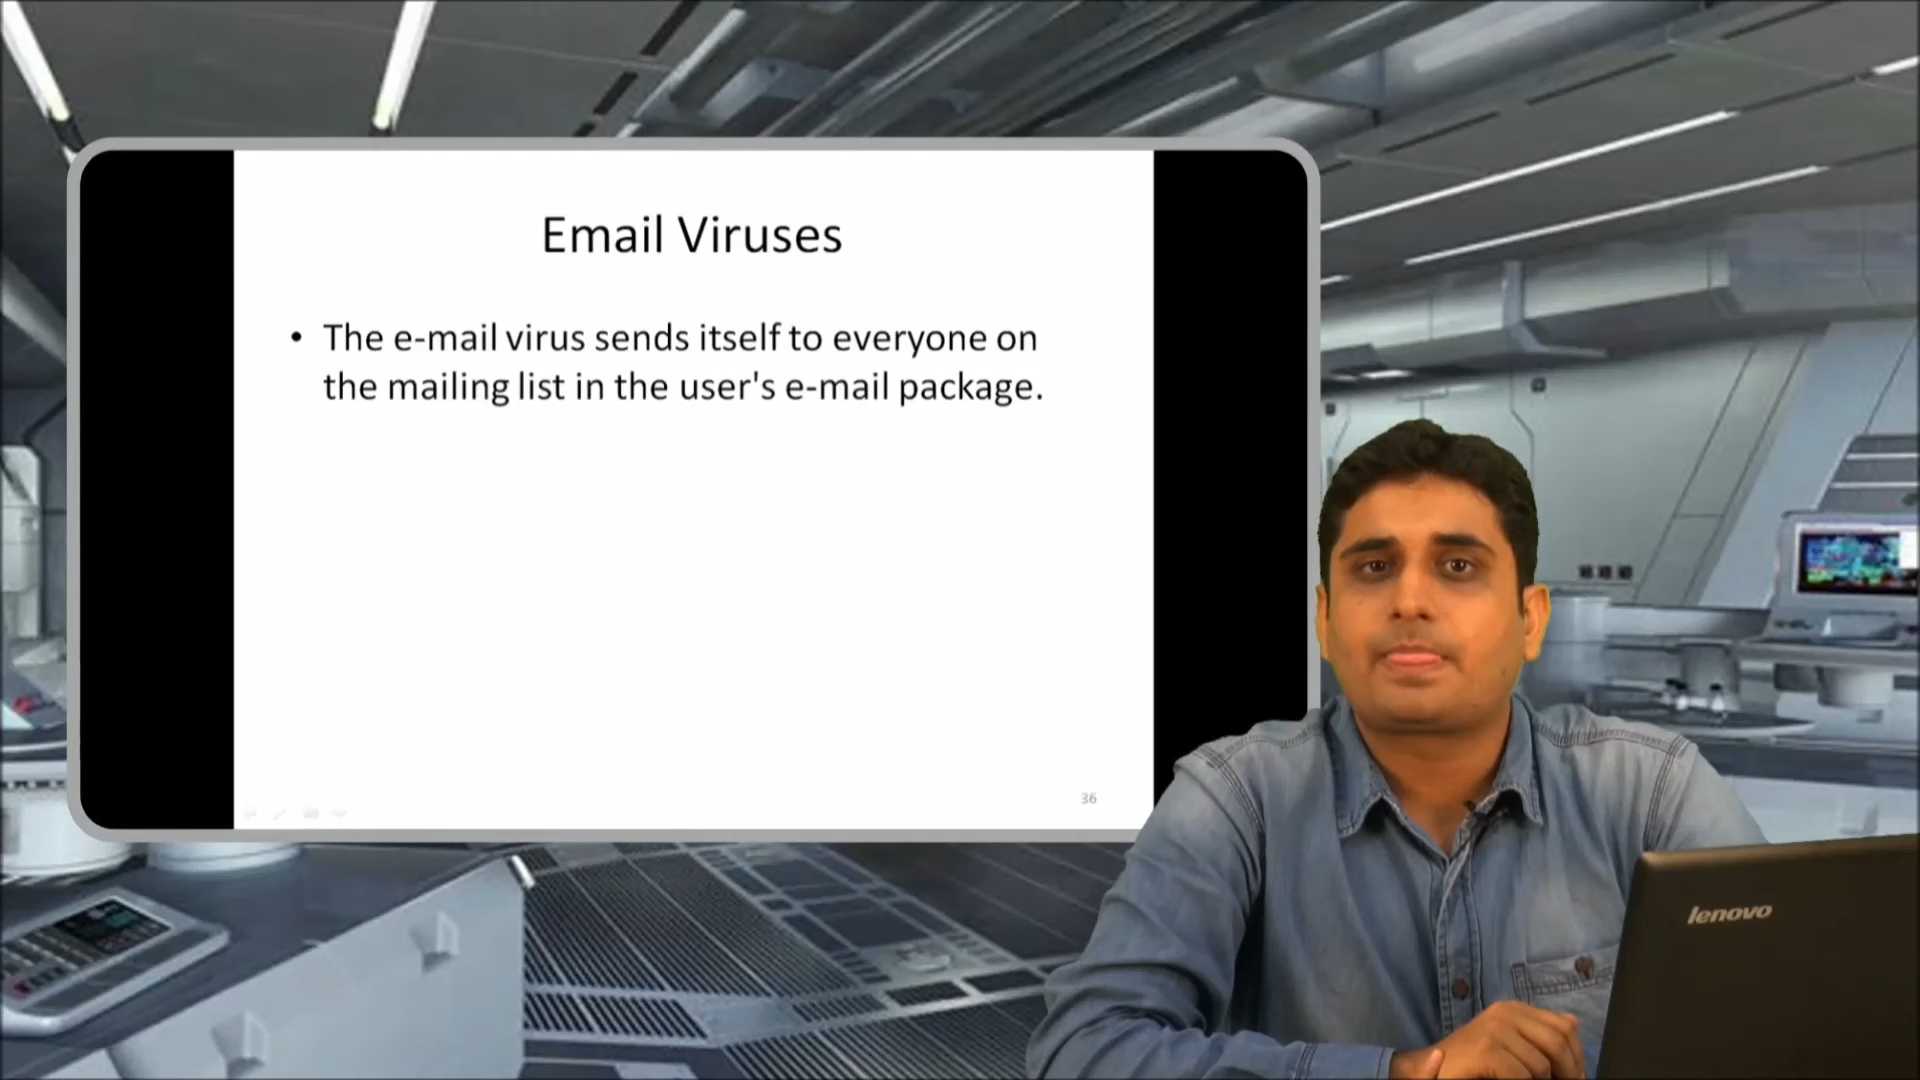 Email Viruses
• The e-mail virus sends itself to everyone on
the mailing list in the user's e-mail package.
36
lenovo